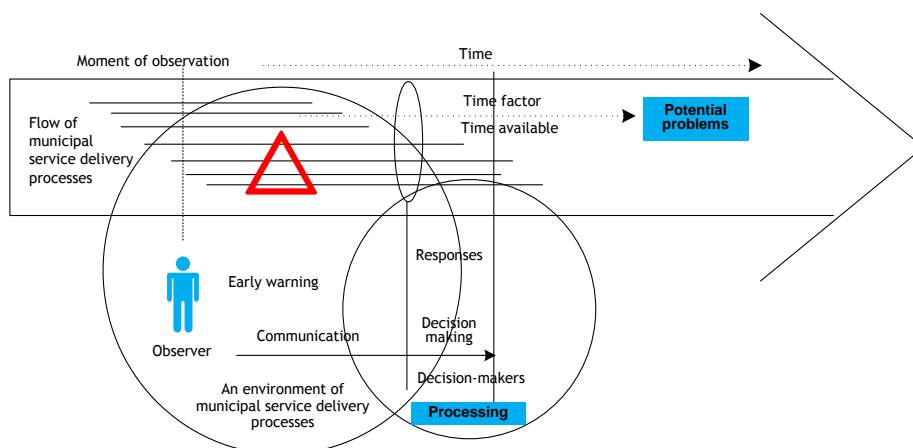 Time
Moment of observation
Time factor
Potential
problems
Flow of
municipal
service delivery
processes
Time available
Responses
Early warning
Communication
Decision
making
Observer
Decision-makers
An environment of
municipal service delivery
processes
Processing